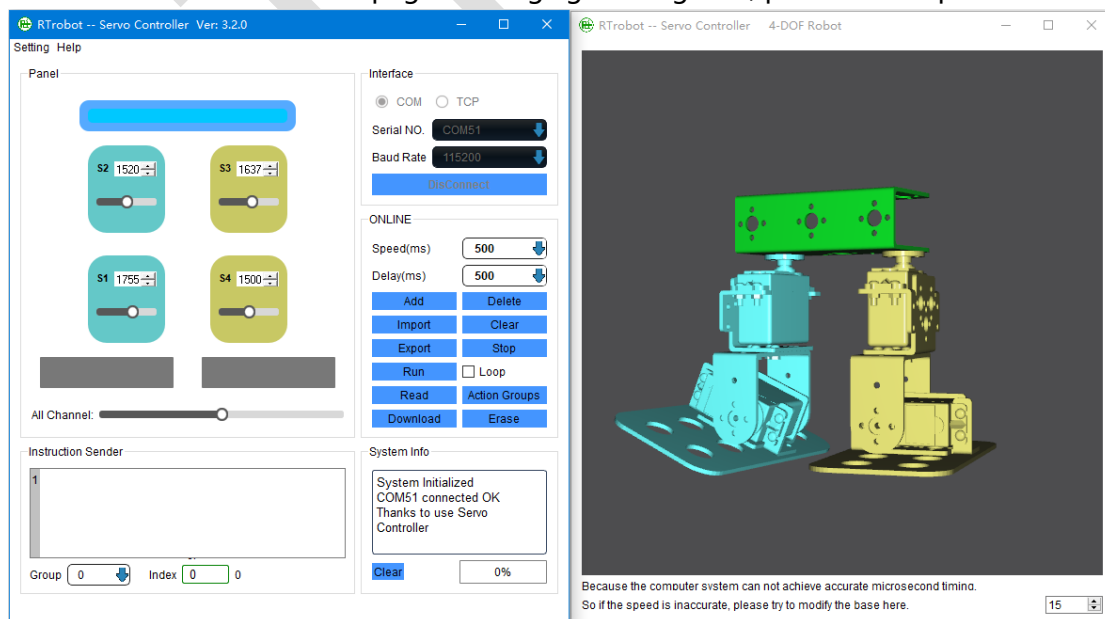 RTrobot -- Servo Controller Ver: 3.2.0
Setting Help
Panel
S2 1520
S3 1637
S1 1755
S4 1500
All Channel:
Interface
COM TCP
Serial NO. COM51
Baud Rate 115200
DisConnect
ONLINE
Speed(ms) 500
Delay(ms) 500
Add Delete
Import Clear
Export Stop
Run Loop
Read Action Groups
Download Erase
Instruction Sender
1
Group 0 Index 0 0
System Info
System Initialized
COM51 connected OK
Thanks to use Servo
Controller
Clear 0%
RTrobot -- Servo Controller 4-DOF Robot
Because the computer system can not achieve accurate microsecond timing.
So if the speed is inaccurate, please try to modify the base here. 15